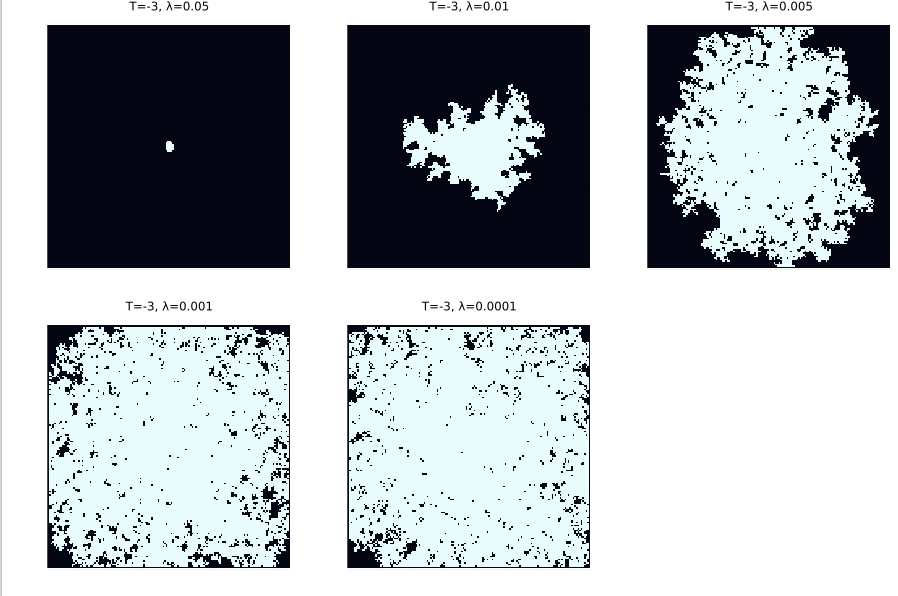 T=-3, λ=0.05
T=-3, λ=0.01
T=-3, λ=0.005
T=-3, λ=0.001
T=-3, λ=0.0001